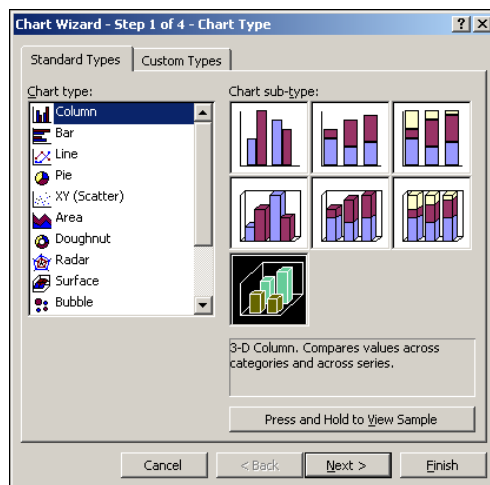 Chart Wizard - Step 1 of 4 - Chart Type
Standard Types
Custom Types
Chart type:
Column
Bar
Line
Pie
XY (Scatter)
Area
Doughnut
Radar
Surface
Bubble
Chart sub-type:
3-D Column. Compares values across
categories and across series.
Press and Hold to View Sample
Cancel
< Back
Next >
Finish